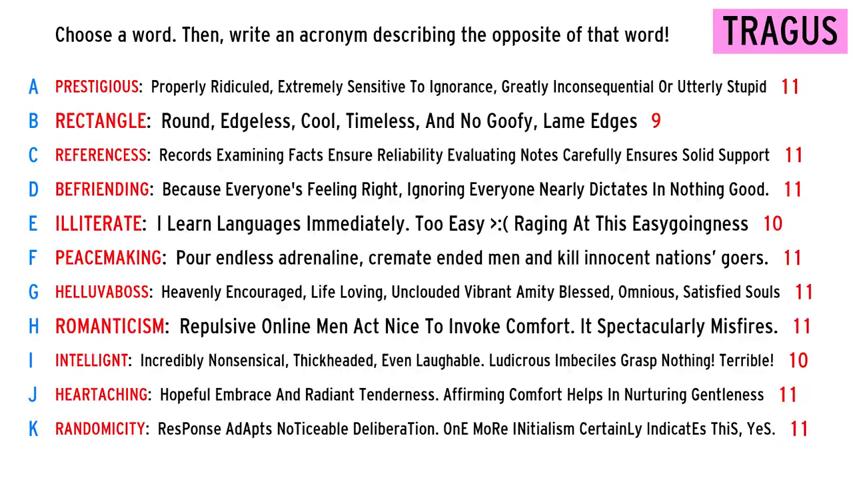 Choose a word. Then, write an acronym describing the opposite of that word!
TRAGUS
A PRESTIGIOUS: Properly Ridiculed, Extremely Sensitive To Ignorance, Greatly Inconsequential Or Utterly Stupid 11
B RECTANGLE: Round, Edgeless, Cool, Timeless, And No Goofy, Lame Edges 9
C REFERENCESS: Records Examining Facts Ensure Reliability Evaluating Notes Carefully Ensures Solid Support 11
D BEFRIENDING: Because Everyone's Feeling Right, Ignoring Everyone Nearly Dictates In Nothing Good. 11
E ILLITERATE: I Learn Languages Immediately. Too Easy >:( Raging At This Easygoingness 10
F PEACEMAKING: Pour endless adrenaline, cremate ended men and kill innocent nations’ goers. 11
G HELLUVABOSS: Heavenly Encouraged, Life Loving, Unclouded Vibrant Amity Blessed, Omnious, Satisfied Souls 11
H ROMANTICISM: Repulsive Online Men Act Nice To Invoke Comfort. It Spectacularly Misfires. 11
I INTELLIGNT: Incredibly Nonsensical, Thickheaded, Even Laughable. Ludicrous Imbeciles Grasp Nothing! Terrible! 10
J HEARTACHING: Hopeful Embrace And Radiant Tenderness. Affirming Comfort Helps In Nurturing Gentleness 11
K RANDOMICITY: ResPonse AdApts NoTiceable DeliberaTion. OnE MoRe INitialism CertainLy IndicatEs ThiS, YeS. 11